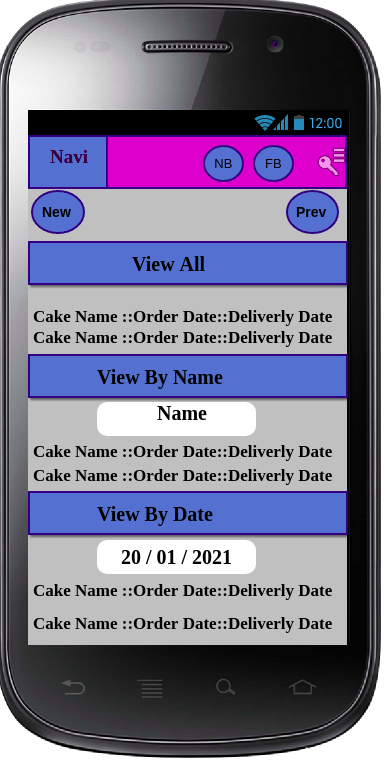 12:00
Navi
NB
FB
New
Prev
View All
Cake Name ::Order Date::Deliverly Date
Cake Name ::Order Date::Deliverly Date
View By Name
Name
Cake Name ::Order Date::Deliverly Date
Cake Name ::Order Date::Deliverly Date
View By Date
20 / 01 / 2021
Cake Name ::Order Date::Deliverly Date
Cake Name ::Order Date::Deliverly Date